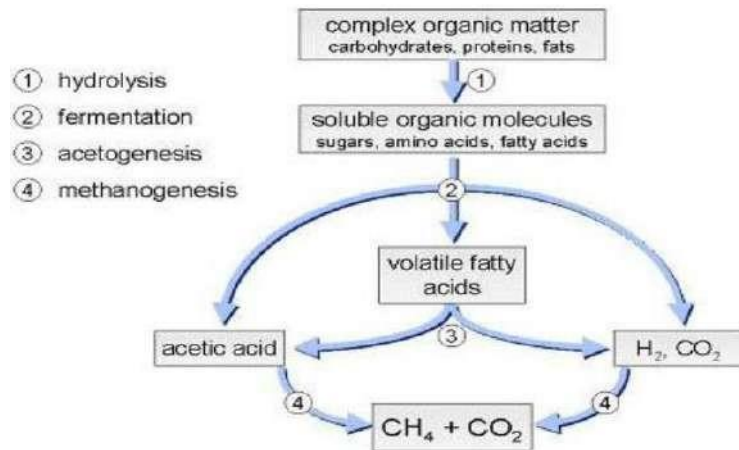 complex organic matter
carbohydrates, proteins, fats
1 hydrolysis
1
2 fermentation
soluble organic molecules
sugars, amino acids, fatty acids
3 acetogenesis
4 methanogenesis
2
volatile fatty
acids
3
acetic acid
H₂, CO₂
4
4
CH₄ + CO₂